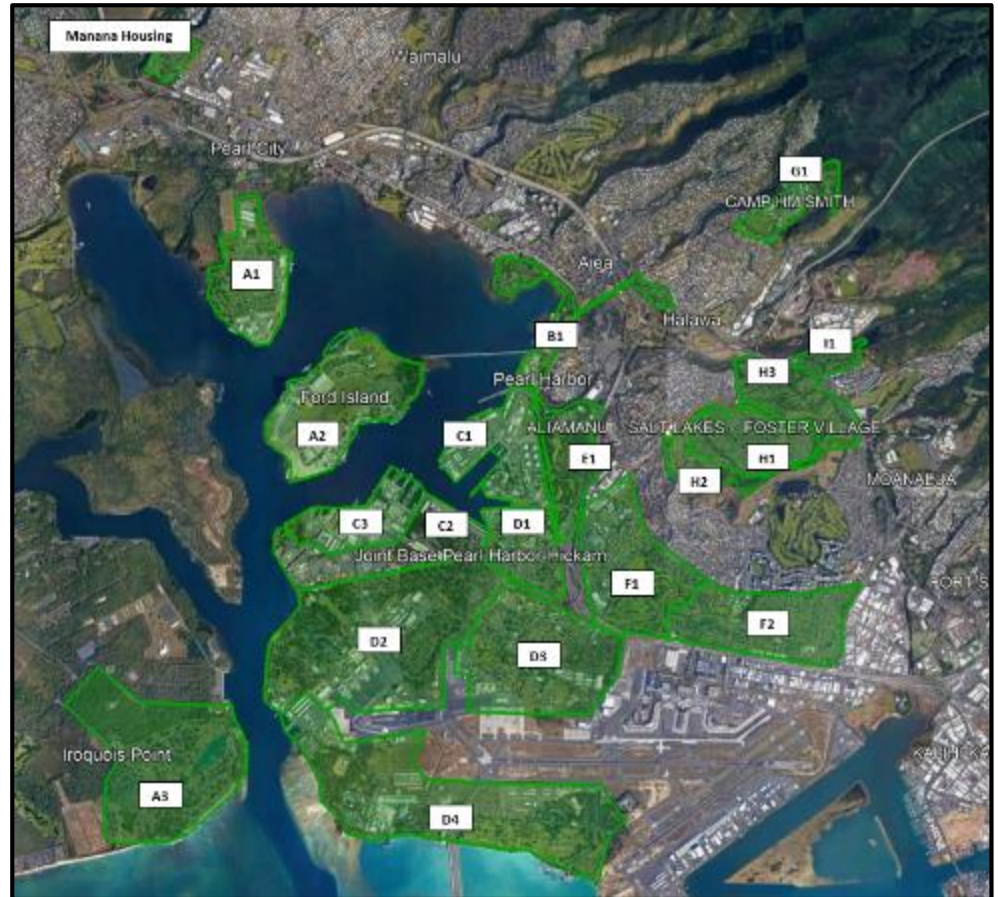 Manana Housing
Waimalu
Pearl City
G1
CAMP HM SMITH
A1
Aiea
Halawa
B1
I1
H3
Pearl Harbor
Ford Island
A2
C1
ALIAMANU
SALT LAKES
FOSTER VILLAGE
E1
H1
H2
MOANALUA
C3
C2
D1
Joint Base Pearl Harbor-Hickam
F1
F2
D2
D3
Iroquois Point
A3
D4